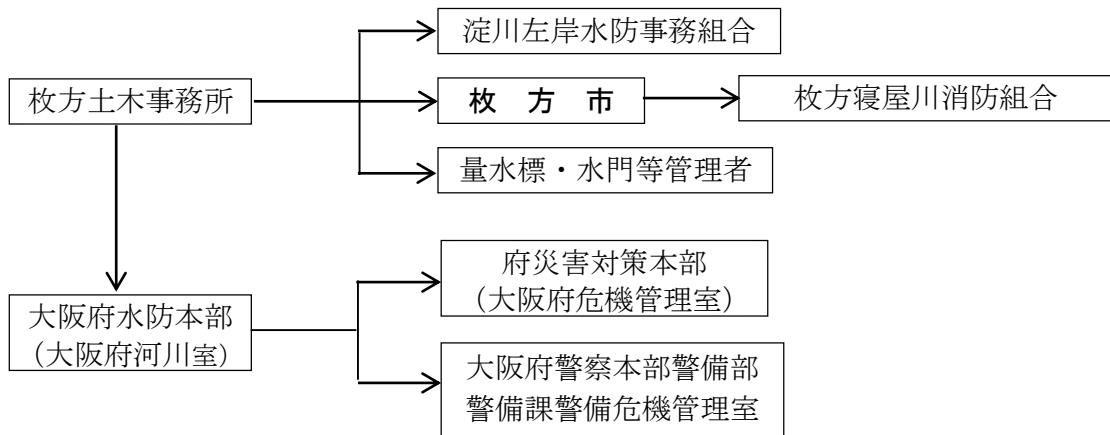 淀川左岸水防事務組合
枚方土木事務所
枚　方　市
枚方寝屋川消防組合
量水標・水門等管理者
府災害対策本部
（大阪府危機管理室）
大阪府水防本部
（大阪府河川室）
大阪府警察本部警備部
警備課警備危機管理室